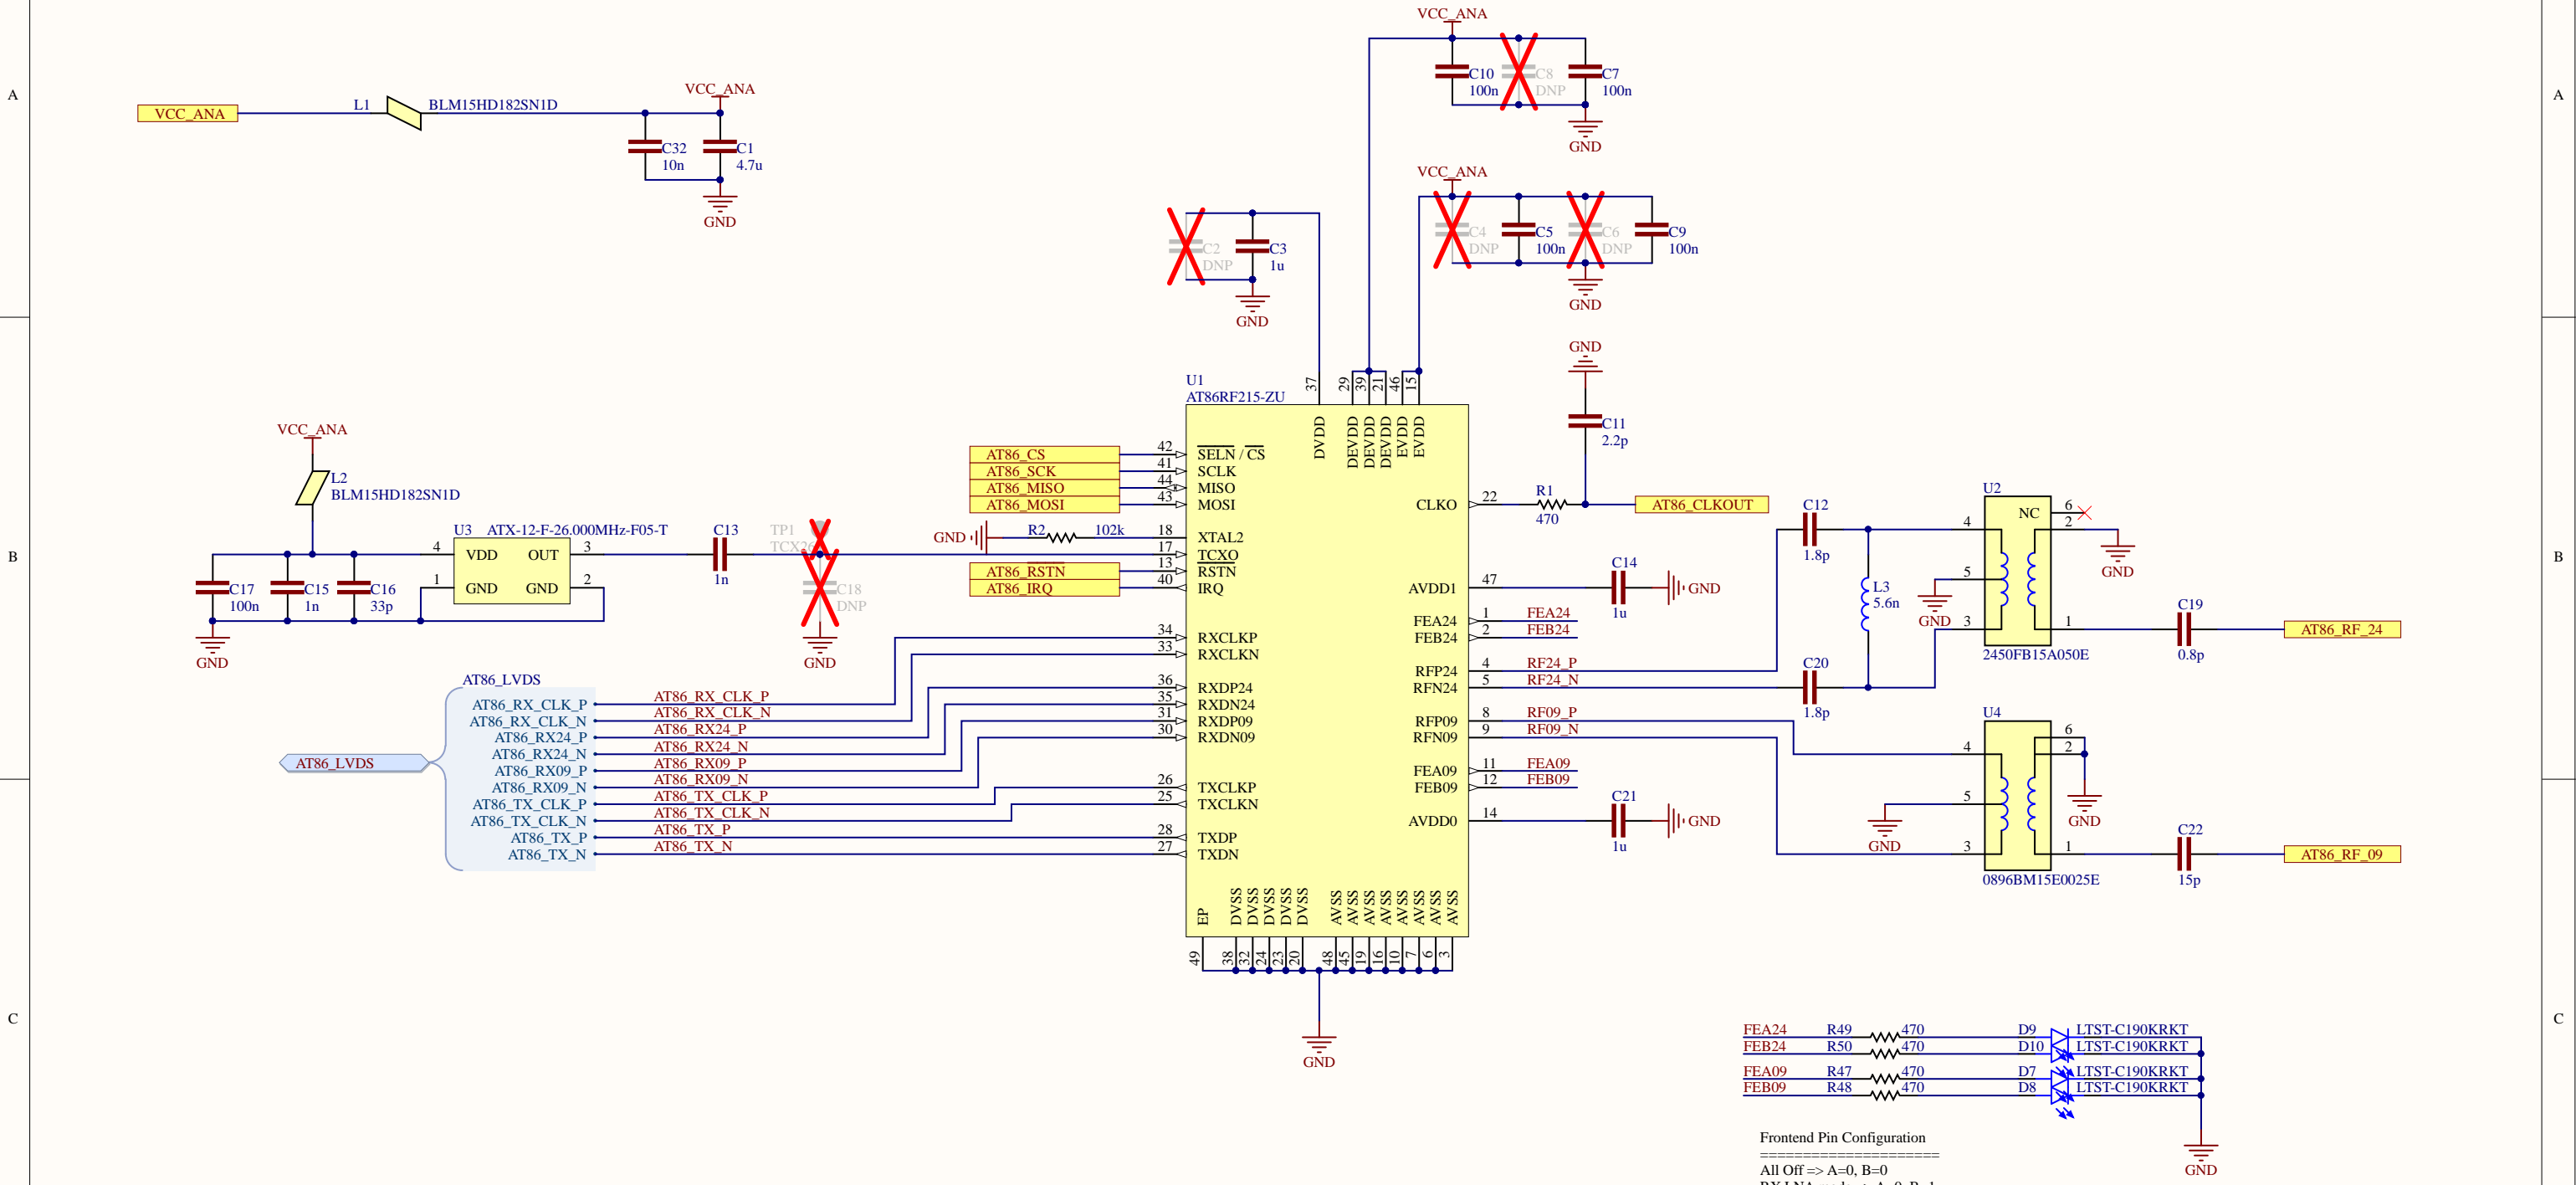 VCC_ANA
A
A
C10
100n
C8
DNP
C7
100n
GND
VCC_ANA
L1
BLM15HD182SN1D
VCC_ANA
C32
10n
C1
4.7u
GND
VCC_ANA
C4
DNP
C5
100n
C6
DNP
C9
100n
GND
C2
DNP
C3
1u
GND
GND
C11
2.2p
U1
AT86RF215-ZU
37
29
39
21
46
15
DVDD
DEVDD
DEVDD
DEVDD
EVDD
EVDD
AT86_CS
42
SELN / CS
AT86_SCK
41
SCLK
AT86_MISO
44
MISO
AT86_MOSI
43
MOSI
GND
R2
102k
18
XTAL2
17
TCXO
AT86_RSTN
13
RSTN
AT86_IRQ
40
IRQ
34
RXCLKP
33
RXCLKN
36
RXDP24
35
RXDN24
31
RXDP09
30
RXDN09
26
TXCLKP
25
TXCLKN
28
TXDP
27
TXDN
CLKO
22
R1
470
AT86_CLKOUT
AVDD1
47
C14
1u
GND
FEA24
1
FEA24
FEB24
2
FEB24
RFP24
4
RF24_P
RFN24
5
RF24_N
RFP09
8
RF09_P
RFN09
9
RF09_N
FEA09
11
FEA09
FEB09
12
FEB09
AVDD0
14
C21
1u
GND
EP
DVSS
DVSS
DVSS
DVSS
DVSS
AVSS
AVSS
AVSS
AVSS
AVSS
AVSS
AVSS
AVSS
49
38
32
24
23
20
48
45
19
16
10
7
6
3
GND
B
B
VCC_ANA
L2
BLM15HD182SN1D
U3
ATX-12-F-26.000MHz-F05-T
4
VDD
OUT
3
1
GND
GND
2
C17
100n
C15
1n
C16
33p
GND
C13
1n
TP1
C18
DNP
GND
AT86_LVDS
AT86_LVDS
AT86_RX_CLK_P
AT86_RX_CLK_P
AT86_RX_CLK_N
AT86_RX_CLK_N
AT86_RX24_P
AT86_RX24_P
AT86_RX24_N
AT86_RX24_N
AT86_RX09_P
AT86_RX09_P
AT86_RX09_N
AT86_RX09_N
AT86_TX_CLK_P
AT86_TX_CLK_P
AT86_TX_CLK_N
AT86_TX_CLK_N
AT86_TX_P
AT86_TX_P
AT86_TX_N
AT86_TX_N
C12
1.8p
L3
5.6n
C20
1.8p
U2
NC
6
2
4
5
3
1
GND
GND
2450FB15A050E
C19
0.8p
AT86_RF_24
U4
6
2
4
5
3
1
GND
GND
0896BM15E0025E
C22
15p
AT86_RF_09
C
C
FEA24
R49
470
D9
LTST-C190KRKT
FEB24
R50
470
D10
LTST-C190KRKT
FEA09
R47
470
D7
LTST-C190KRKT
FEB09
R48
470
D8
LTST-C190KRKT
GND
Frontend Pin Configuration
=====================
All Off => A=0, B=0